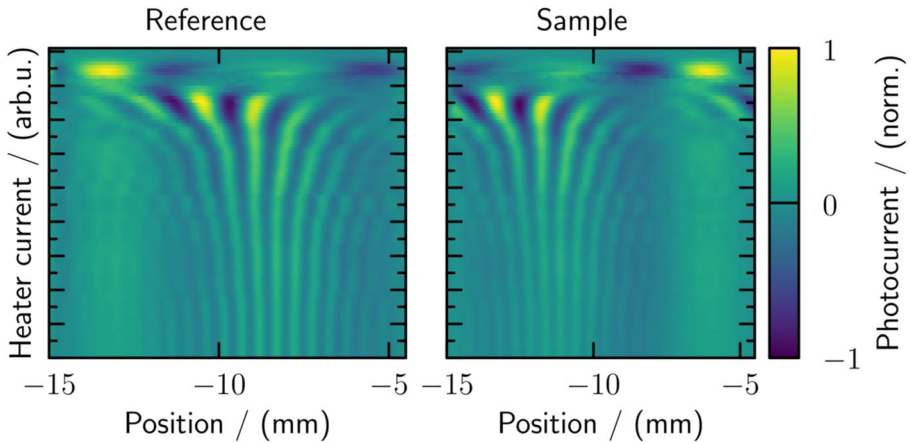 Reference
Sample
Heater current / (arb.u.)
−15
−10
−5
Position / (mm)
−15
−10
−5
Position / (mm)
1
0
−1
Photocurrent / (norm.)